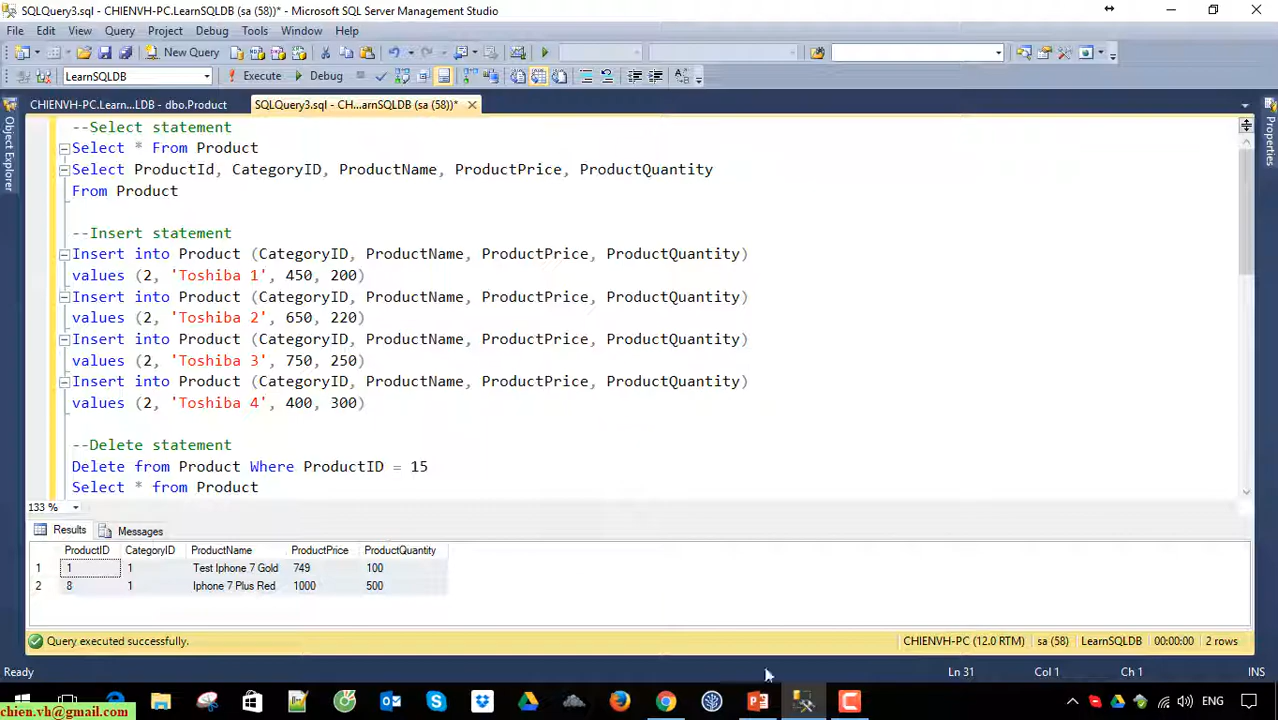 SQLQuery3.sql - CHIENVH-PC.LearnSQLDB (sa (58))* - Microsoft SQL Server Management Studio
File Edit View Query Project Debug Tools Window Help
New Query
LearnSQLDB Execute Debug
CHIENVH-PC.Learn...LDB - dbo.Product SQLQuery3.sql - CH...arnSQLDB (sa (58))*
Object Explorer
Properties
--Select statement
Select * From Product
Select ProductId, CategoryID, ProductName, ProductPrice, ProductQuantity
From Product
--Insert statement
Insert into Product (CategoryID, ProductName, ProductPrice, ProductQuantity)
values (2, 'Toshiba 1', 450, 200)
Insert into Product (CategoryID, ProductName, ProductPrice, ProductQuantity)
values (2, 'Toshiba 2', 650, 220)
Insert into Product (CategoryID, ProductName, ProductPrice, ProductQuantity)
values (2, 'Toshiba 3', 750, 250)
Insert into Product (CategoryID, ProductName, ProductPrice, ProductQuantity)
values (2, 'Toshiba 4', 400, 300)
--Delete statement
Delete from Product Where ProductID = 15
Select * from Product
133 %
Results Messages
ProductID CategoryID ProductName ProductPrice ProductQuantity
1 1 1 Test Iphone 7 Gold 749 100
2 8 1 Iphone 7 Plus Red 1000 500
Query executed successfully. CHIENVH-PC (12.0 RTM) sa (58) LearnSQLDB 00:00:00 2 rows
Ready Ln 31 Col 1 Ch 1 INS
ENG
chien.vh@gmail.com